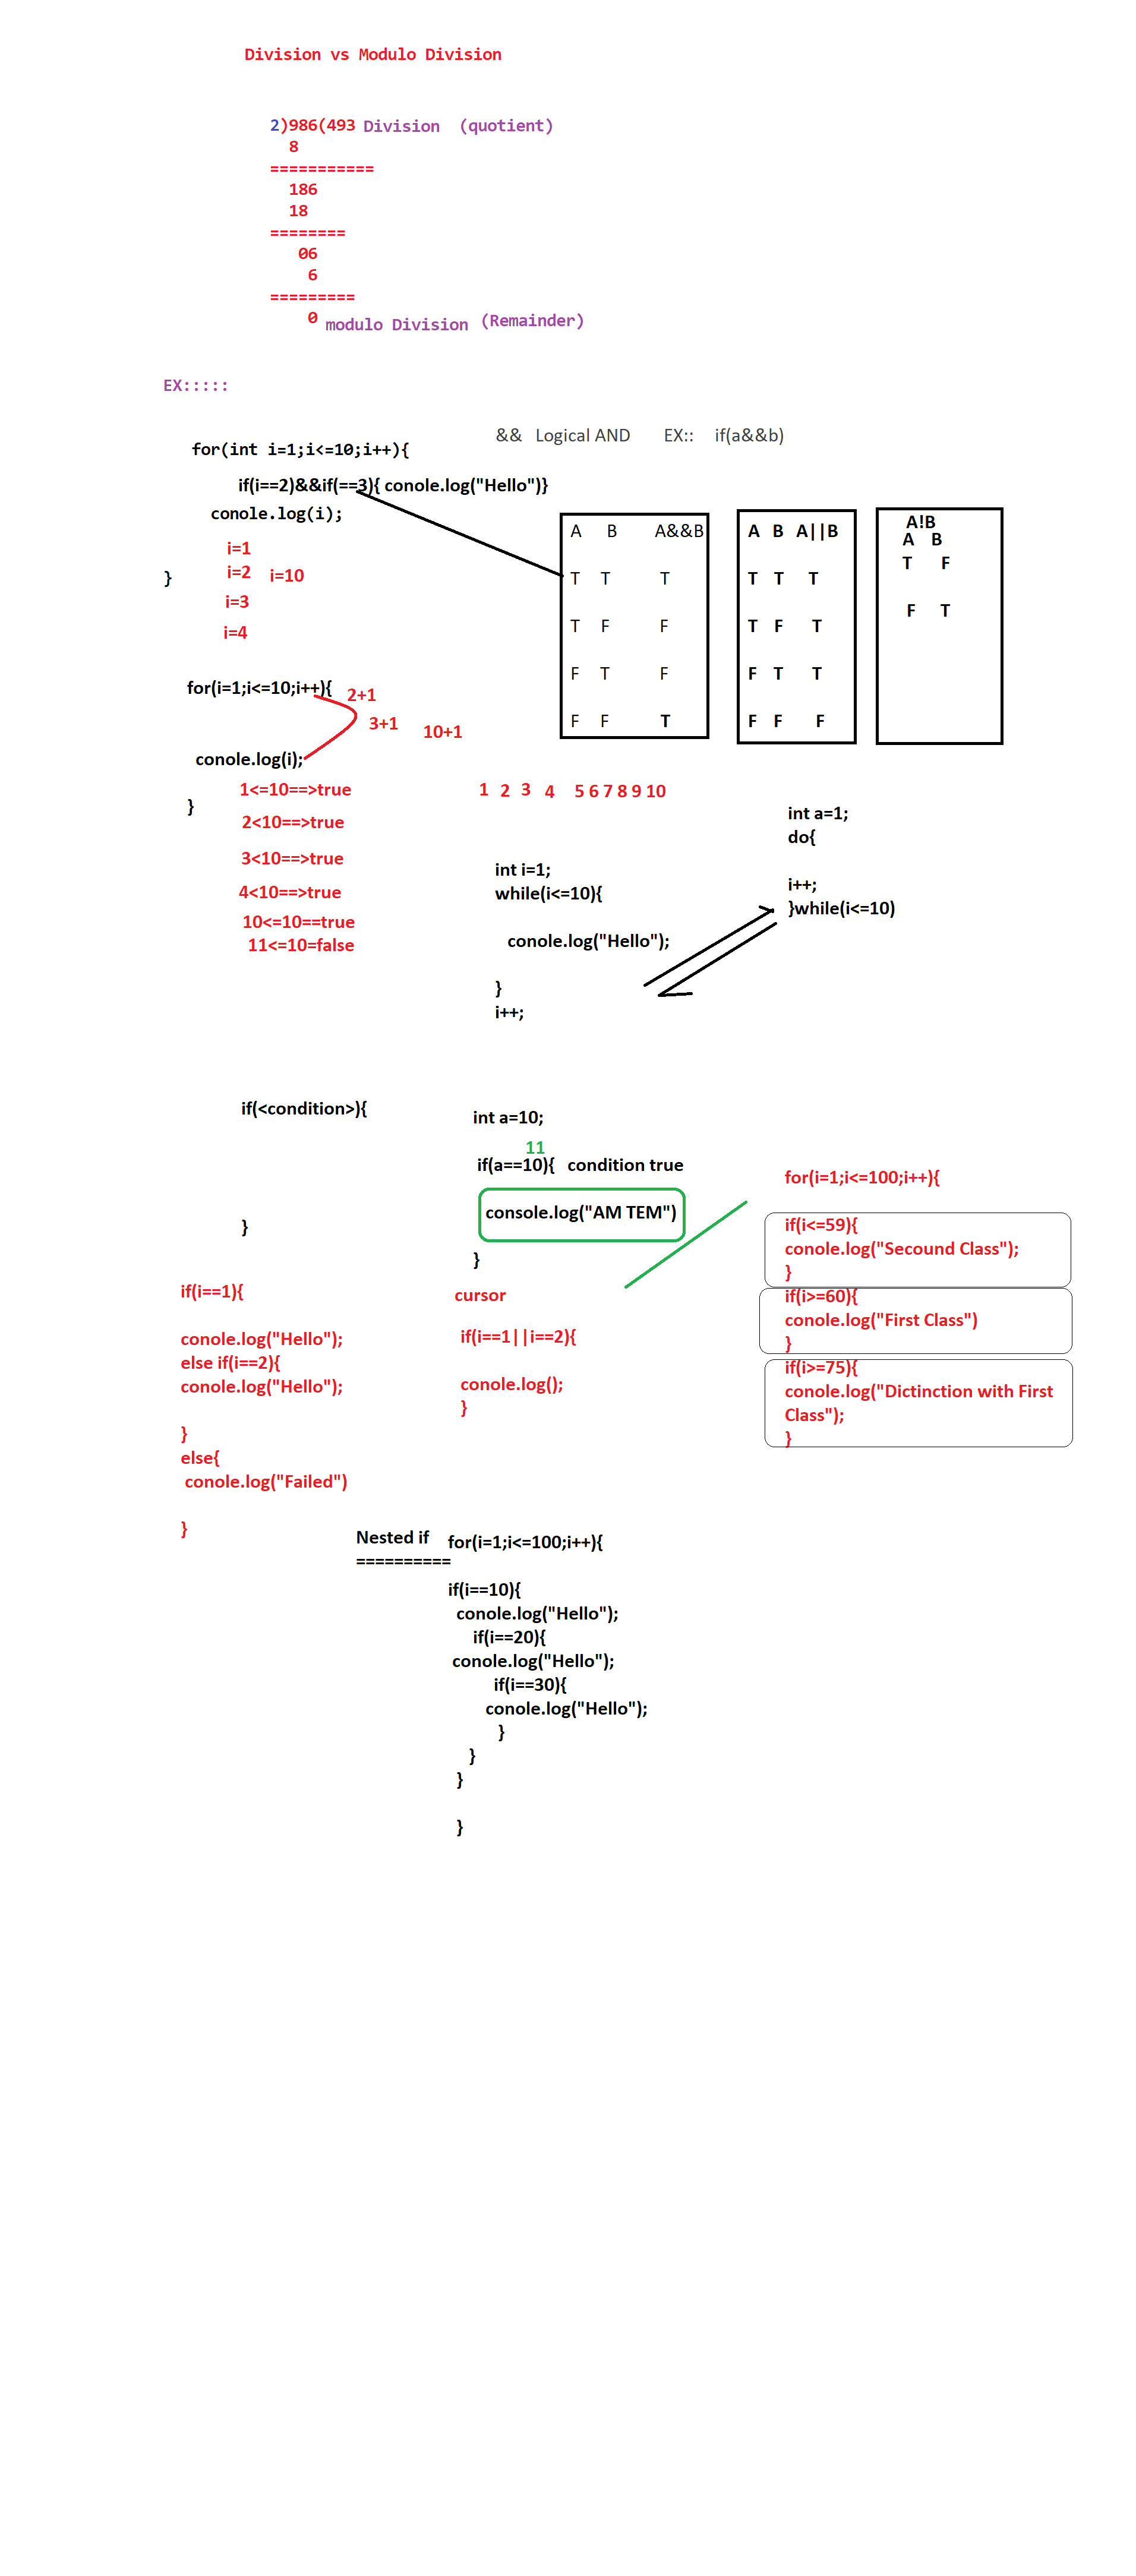 Division vs Modulo Division
2)986(493 Division (quotient)
8
===========
186
18
========
06
6
=========
0 modulo Division (Remainder)
EX:::::
&& Logical AND EX:: if(a&&b)
for(int i=1;i<=10;i++){
if(i==2)&&if(==3){ conole.log("Hello")}
conole.log(i);
i=1
i=2 i=10
}
i=3
i=4
A B A&&B
T T T
T F F
F T F
F F T
A B A||B
T T T
T F T
F T T
F F F
A!B
A B
T F
F T
for(i=1;i<=10;i++){
2+1
3+1 10+1
conole.log(i);
1<=10==>true
}
2<10==>true
3<10==>true
4<10==>true
10<=10==true
11<=10=false
1 2 3 4 5 6 7 8 9 10
int i=1;
while(i<=10){
conole.log("Hello");
}
i++;
int a=1;
do{
i++;
}while(i<=10)
if(<condition>){
}
int a=10;
11
if(a==10){ condition true
console.log("AM TEM")
}
cursor
if(i==1){
conole.log("Hello");
else if(i==2){
conole.log("Hello");
}
else{
conole.log("Failed")
}
if(i==1||i==2){
conole.log();
}
for(i=1;i<=100;i++){
if(i<=59){
conole.log("Secound Class");
}
if(i>=60){
conole.log("First Class")
}
if(i>=75){
conole.log("Dictinction with First
Class");
}
Nested if
==========
for(i=1;i<=100;i++){
if(i==10){
conole.log("Hello");
if(i==20){
conole.log("Hello");
if(i==30){
conole.log("Hello");
}
}
}
}